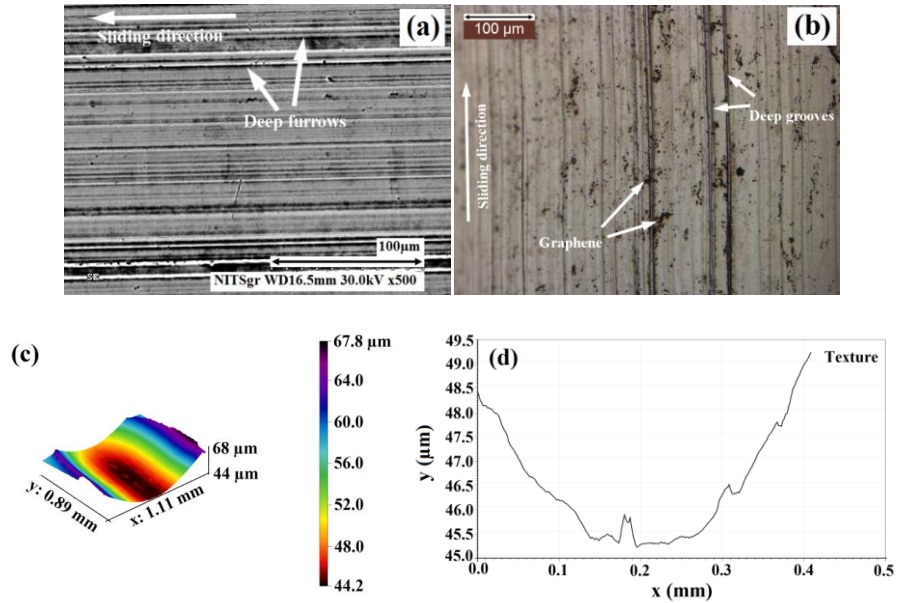 (a)
Sliding direction
Deep furrows
100µm
SE
NITSgr WD16.5mm 30.0kV x500
100 µm
(b)
Deep grooves
Sliding direction
Graphene
(c)
67.8 µm
64.0
60.0
56.0
52.0
48.0
44.2
68 µm
44 µm
y: 0.89 mm
x: 1.11 mm
(d)
Texture
49.5
49.0
48.5
48.0
47.5
47.0
46.5
46.0
45.5
45.0
y (µm)
0.0
0.1
0.2
0.3
0.4
0.5
x (mm)